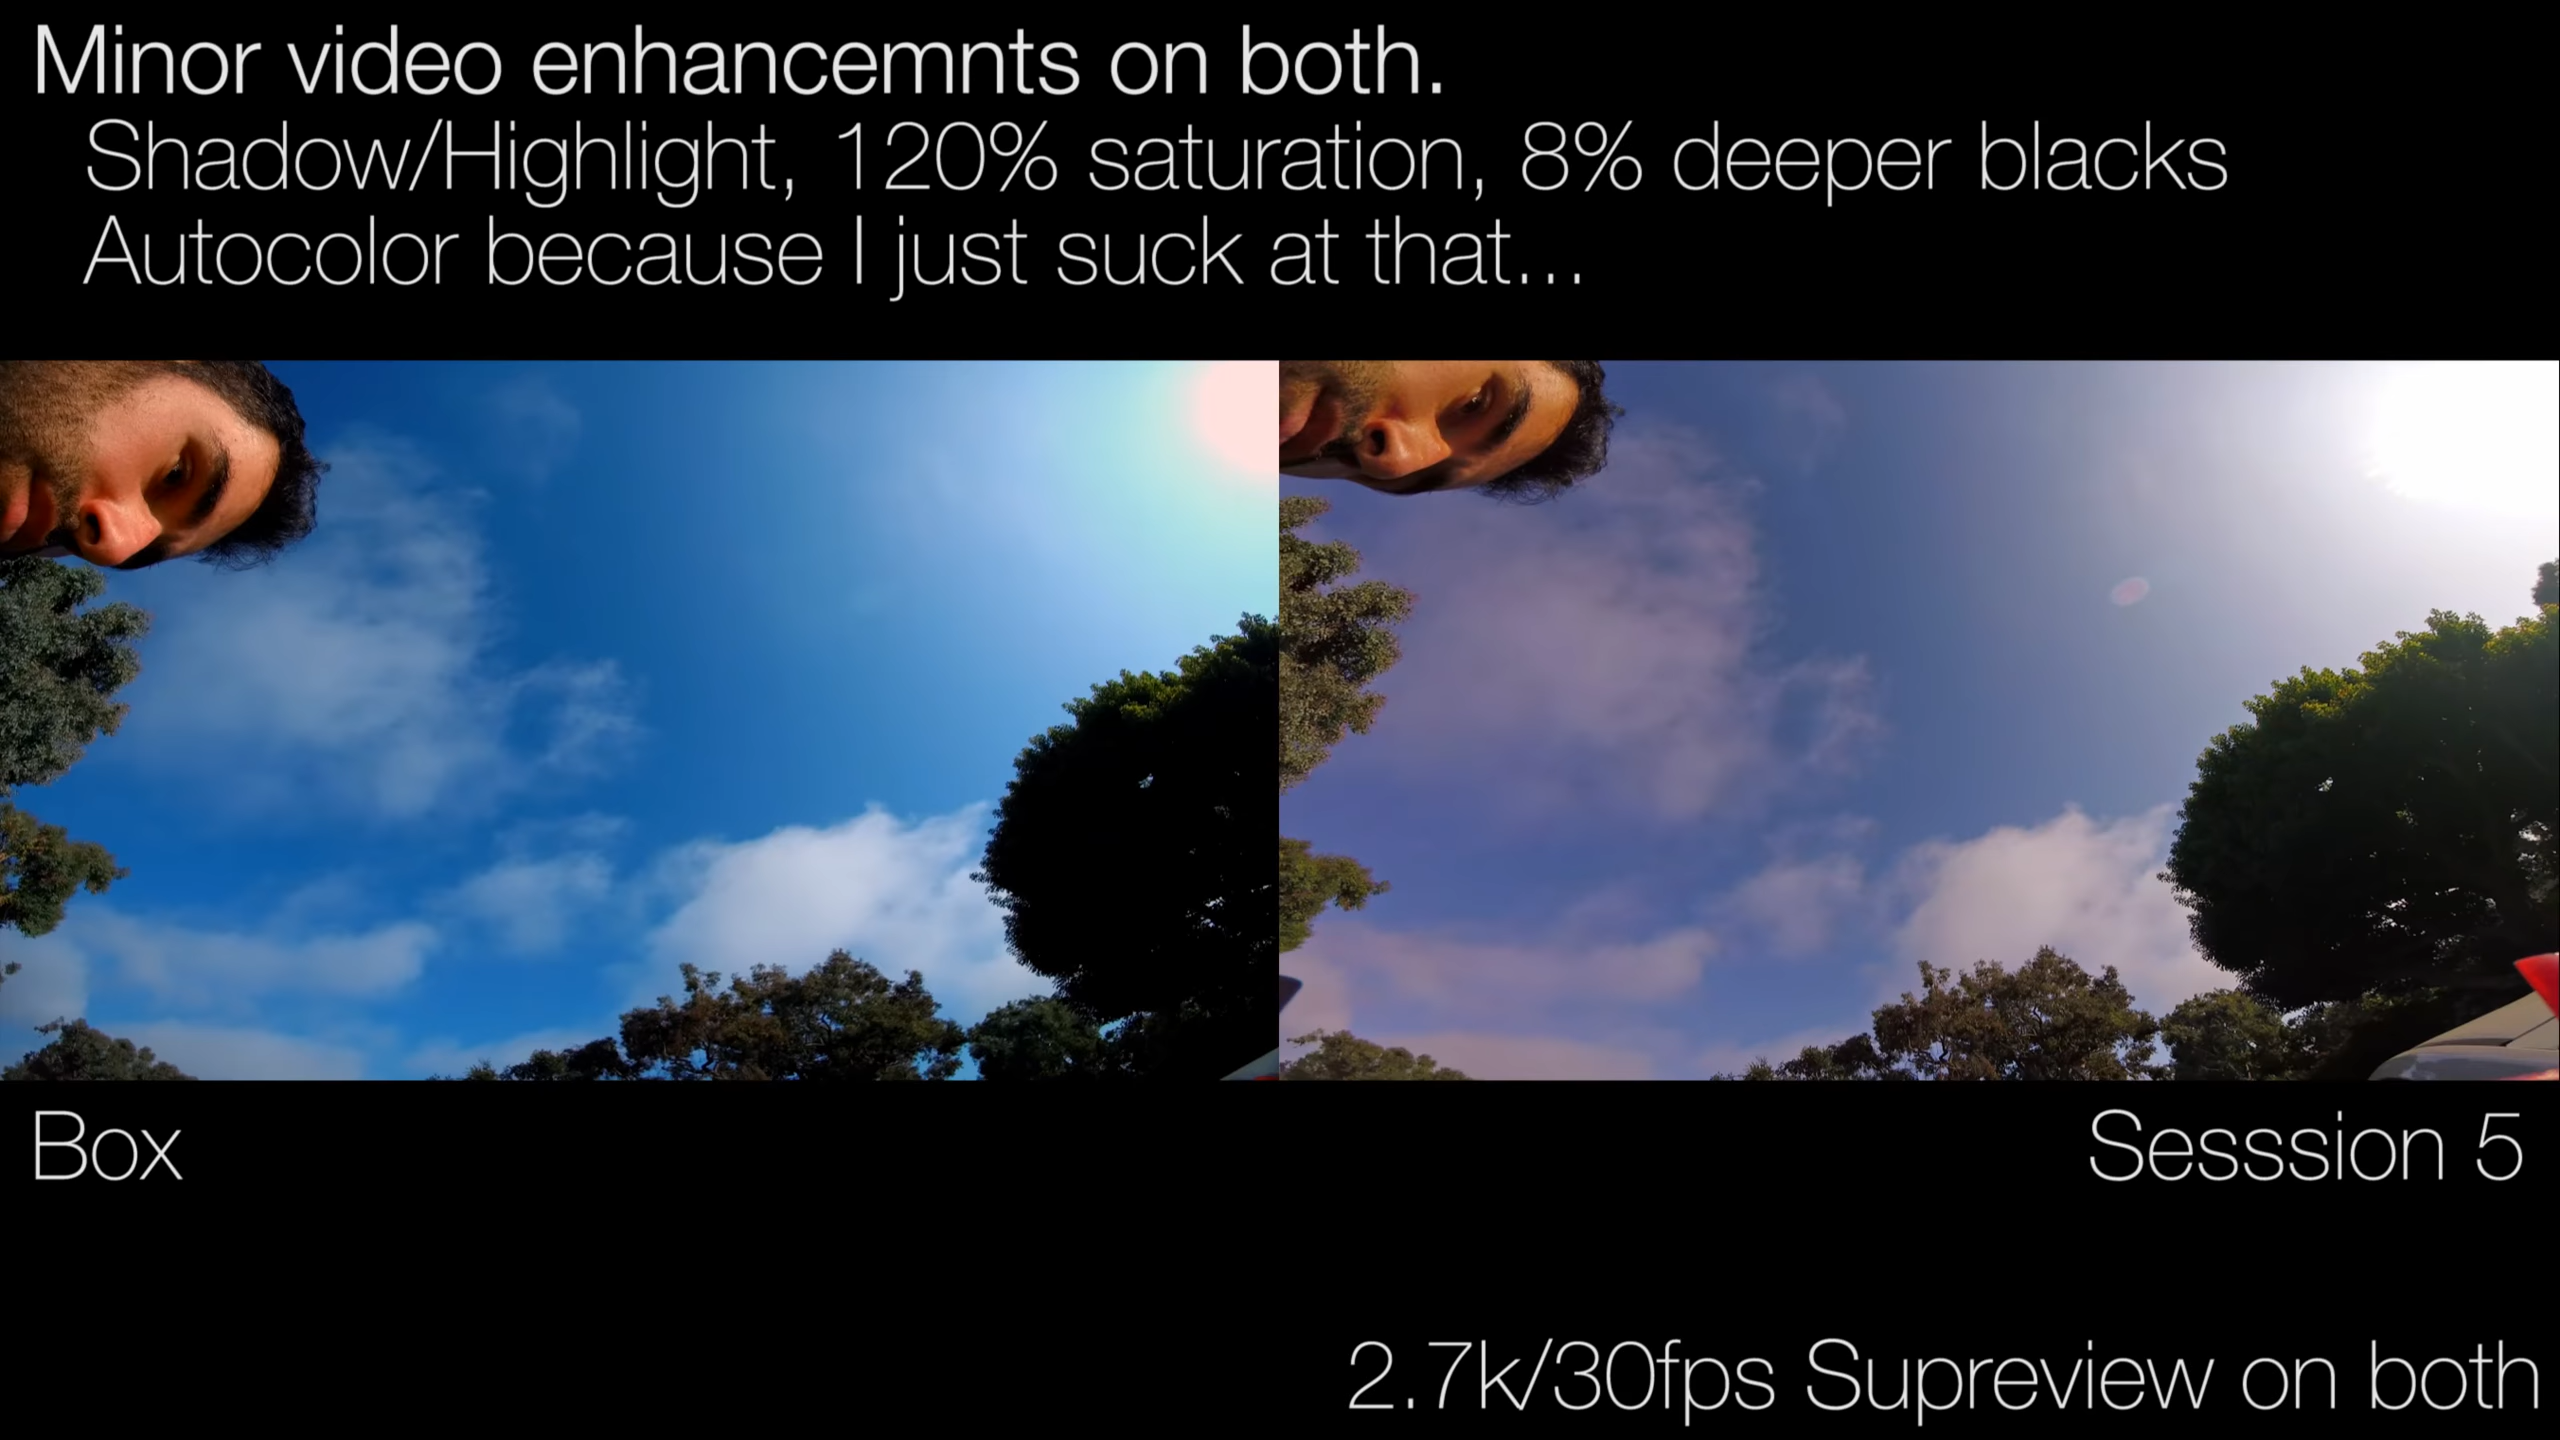 Minor video enhancemnts on both.
Shadow/Highlight, 120% saturation, 8% deeper blacks
Autocolor because I just suck at that...
Box
Sesssion 5
2.7k/30fps Supreview on both